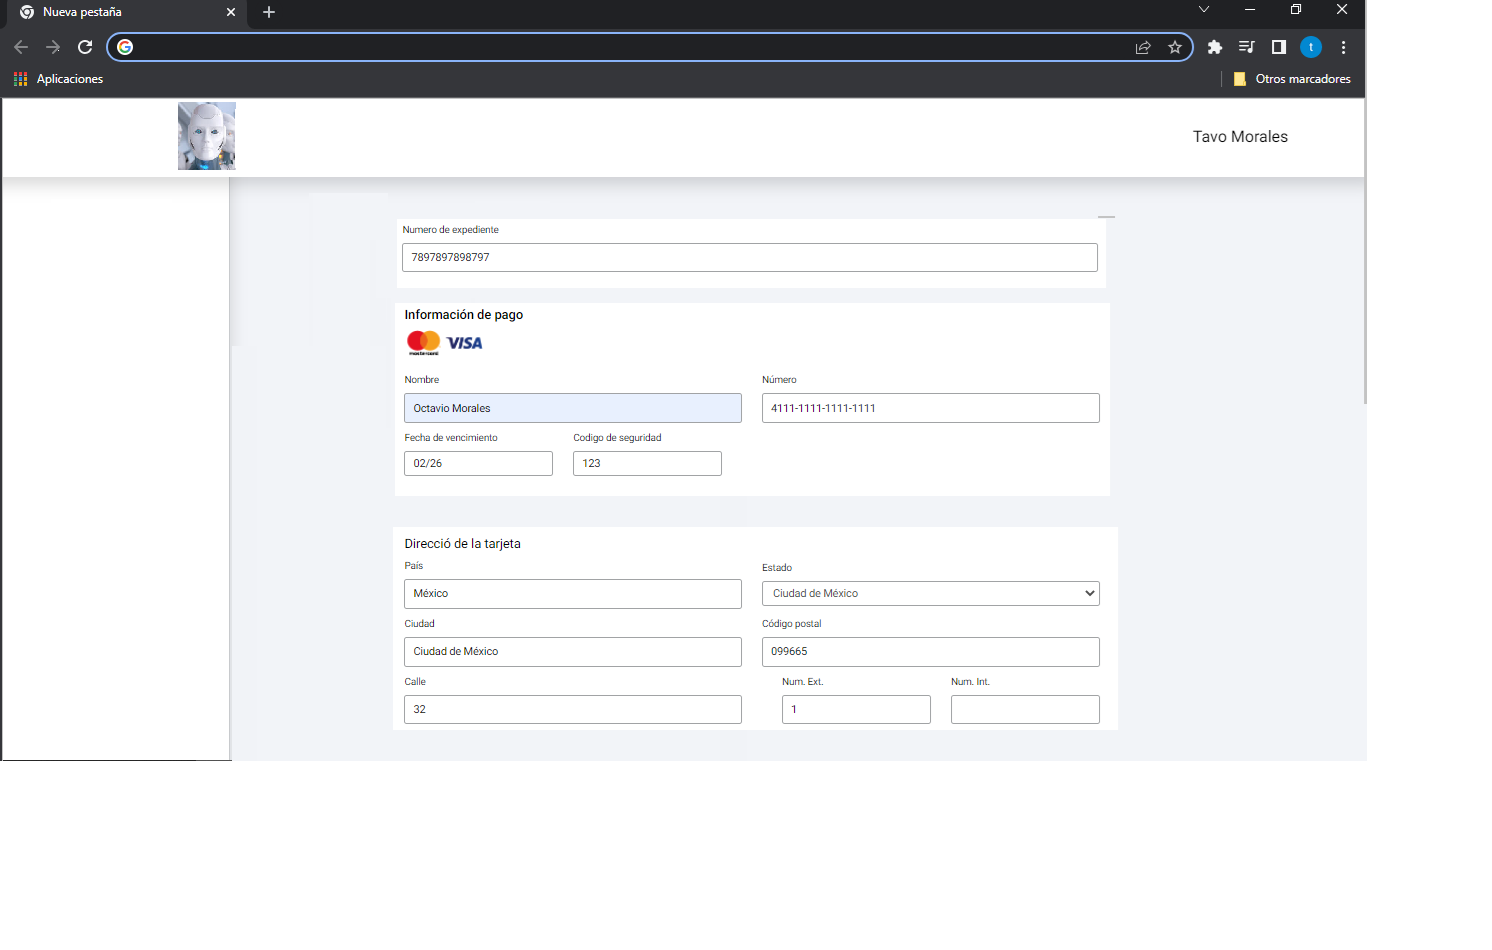 Nueva pestaña
Aplicaciones
t
Otros marcadores
Tavo Morales
Numero de expediente
7897897898797
Información de pago
mastercard VISA
Nombre
Número
Octavio Morales
4111-1111-1111-1111
Fecha de vencimiento
Codigo de seguridad
02/26
123
Direcció de la tarjeta
País
Estado
México
Ciudad de México
Ciudad
Código postal
Ciudad de México
099665
Calle
Num. Ext.
Num. Int.
32
1